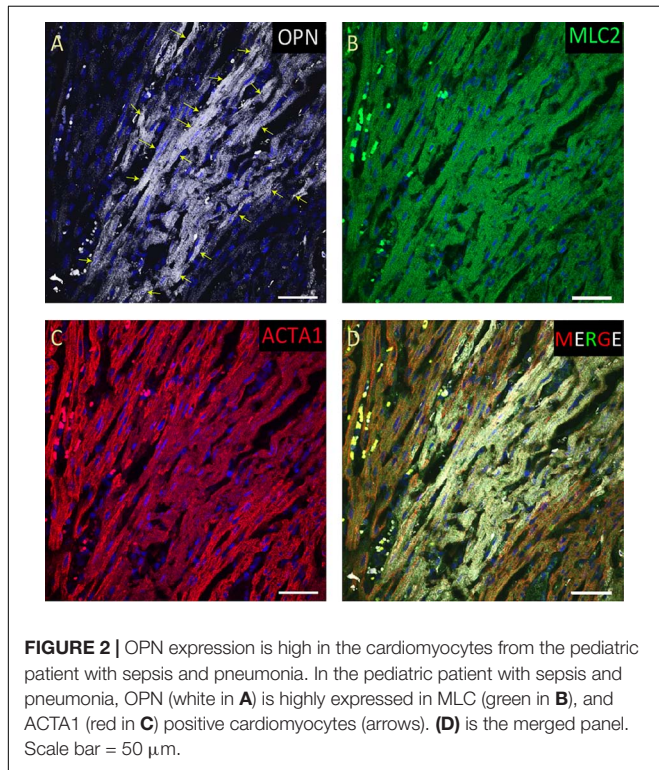 A
OPN
B
MLC2
C
ACTA1
D
MERGE
FIGURE 2 | OPN expression is high in the cardiomyocytes from the pediatric
patient with sepsis and pneumonia. In the pediatric patient with sepsis and
pneumonia, OPN (white in A) is highly expressed in MLC (green in B), and
ACTA1 (red in C) positive cardiomyocytes (arrows). (D) is the merged panel.
Scale bar = 50 μm.